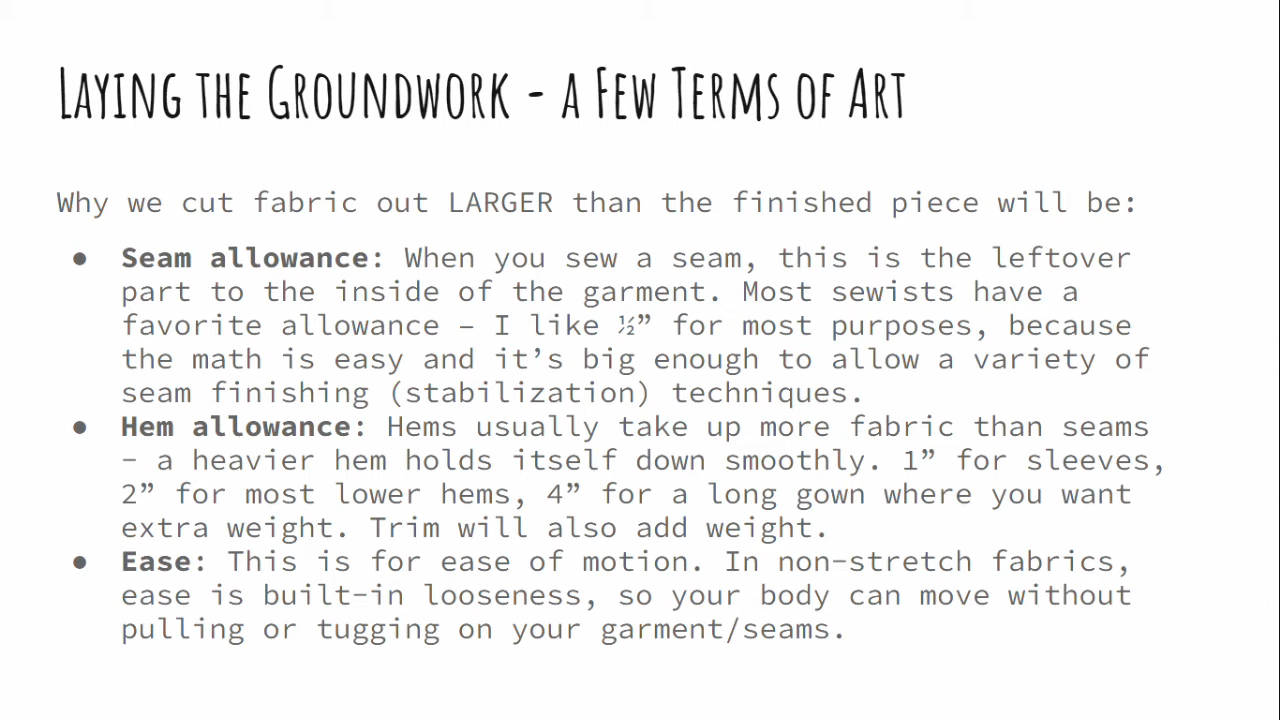 Laying the Groundwork - a Few Terms of Art
Why we cut fabric out LARGER than the finished piece will be:
● Seam allowance: When you sew a seam, this is the leftover
part to the inside of the garment. Most sewists have a
favorite allowance – I like ½” for most purposes, because
the math is easy and it’s big enough to allow a variety of
seam finishing (stabilization) techniques.
● Hem allowance: Hems usually take up more fabric than seams
– a heavier hem holds itself down smoothly. 1” for sleeves,
2” for most lower hems, 4” for a long gown where you want
extra weight. Trim will also add weight.
● Ease: This is for ease of motion. In non-stretch fabrics,
ease is built-in looseness, so your body can move without
pulling or tugging on your garment/seams.